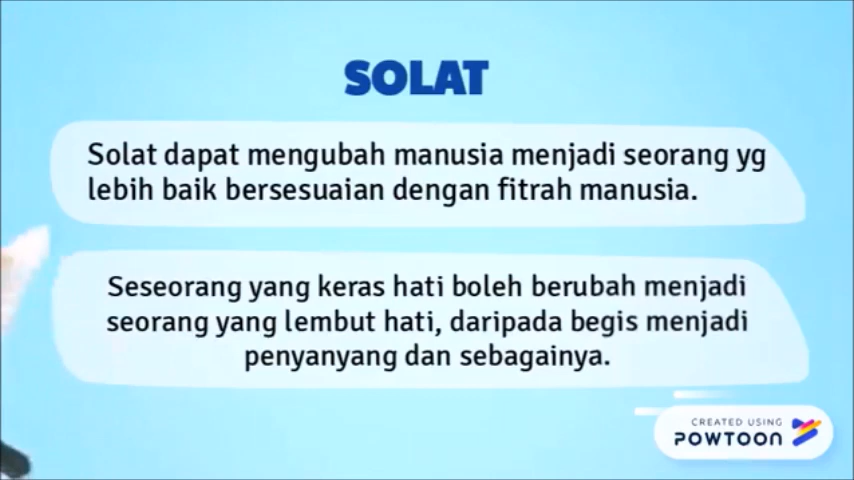 SOLAT
Solat dapat mengubah manusia menjadi seorang yg
lebih baik bersesuaian dengan fitrah manusia.
Seseorang yang keras hati boleh berubah menjadi
seorang yang lembut hati, daripada begis menjadi
penyanyang dan sebagainya.
CREATED USING
POWTOON